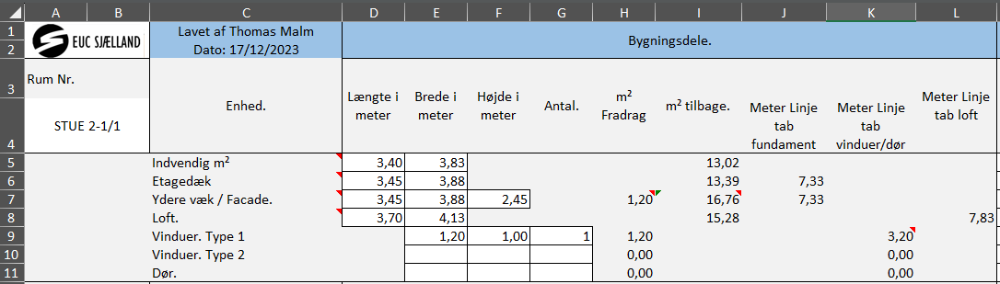 A B C D E F G H I J K L
1 EUC SJÆLLAND Lavet af Thomas Malm Bygningsdele.
2 Dato: 17/12/2023
3 Rum Nr. Enhed. Længte i meter Brede i meter Højde i meter Antal. m² Fradrag m² tilbage. Meter Linje tab fundament Meter Linje tab vinduer/dør Meter Linje tab loft
4 STUE 2-1/1
5 Indvendig m² 3,40 3,83 13,02
6 Etagedæk 3,45 3,88 13,39 7,33
7 Ydere væk / Facade. 3,45 3,88 2,45 1,20 16,76 7,33
8 Loft. 3,70 4,13 15,28 7,83
9 Vinduer. Type 1 1,20 1,00 1 1,20 3,20
10 Vinduer. Type 2 0,00 0,00
11 Dør. 0,00 0,00